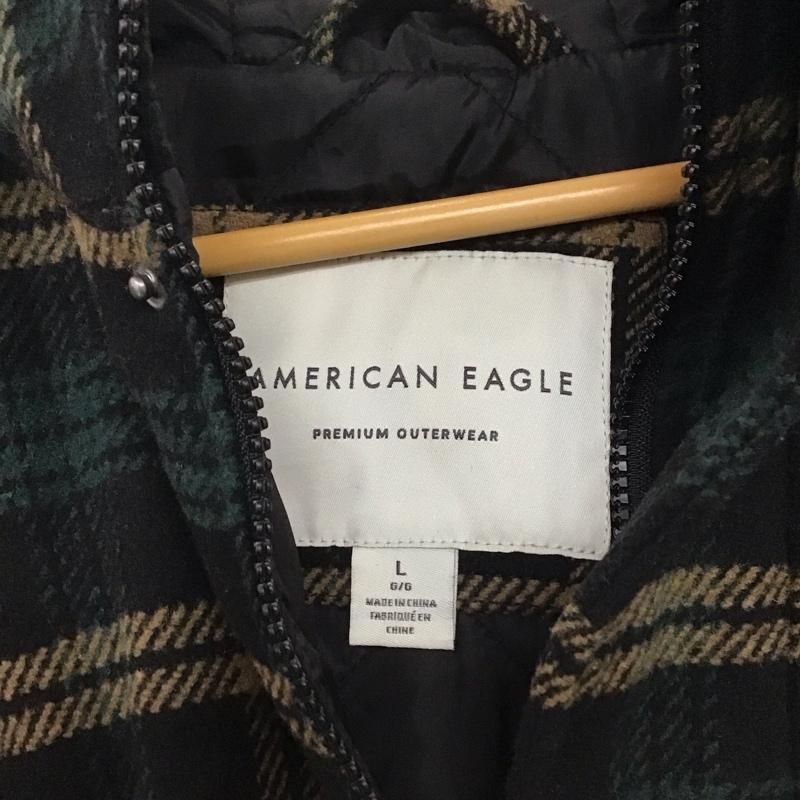 AMERICAN EAGLE
PREMIUM OUTERWEAR
L
G/G
MADE IN CHINA
FABRIQUÉ EN
CHINE